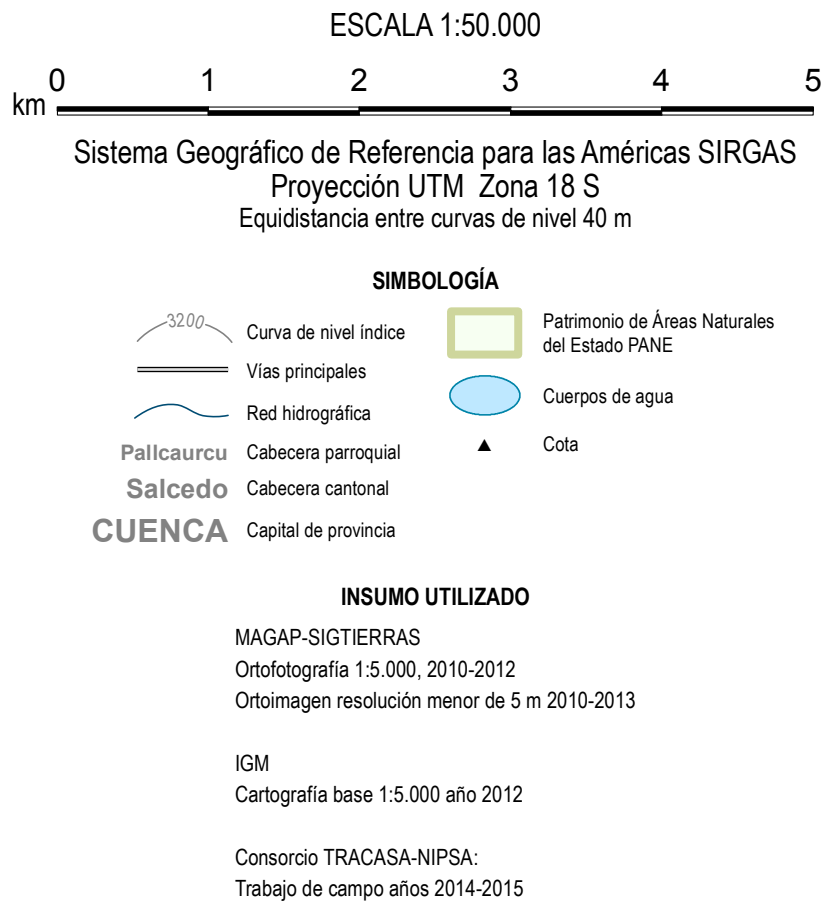 ESCALA 1:50.000
0 1 2 3 4 5
km
Sistema Geográfico de Referencia para las Américas SIRGAS
Proyección UTM Zona 18 S
Equidistancia entre curvas de nivel 40 m
SIMBOLOGÍA
3200 Curva de nivel índice
Vías principales
Red hidrográfica
Pallcaurcu Cabecera parroquial
Salcedo Cabecera cantonal
CUENCA Capital de provincia
Patrimonio de Áreas Naturales
del Estado PANE
Cuerpos de agua
Cota
INSUMO UTILIZADO
MAGAP-SIGTIERRAS
Ortofotografía 1:5.000, 2010-2012
Ortoimagen resolución menor de 5 m 2010-2013
IGM
Cartografía base 1:5.000 año 2012
Consorcio TRACASA-NIPSA:
Trabajo de campo años 2014-2015